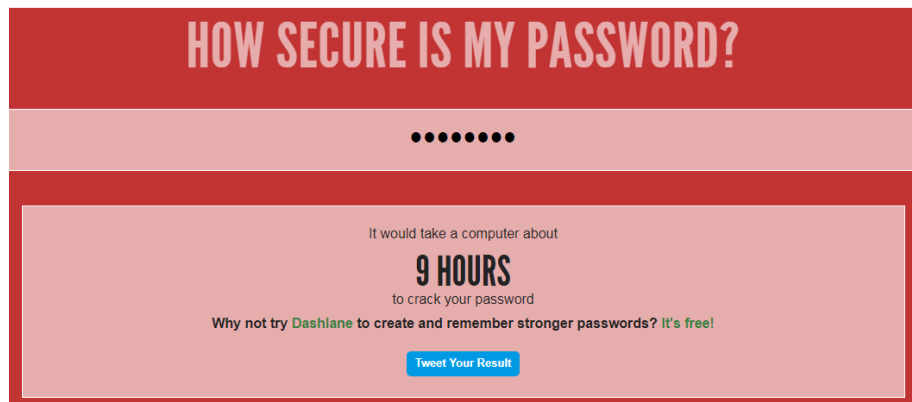 HOW SECURE IS MY PASSWORD?
••••••••
It would take a computer about
9 HOURS
to crack your password
Why not try Dashlane to create and remember stronger passwords? It's free!
Tweet Your Result